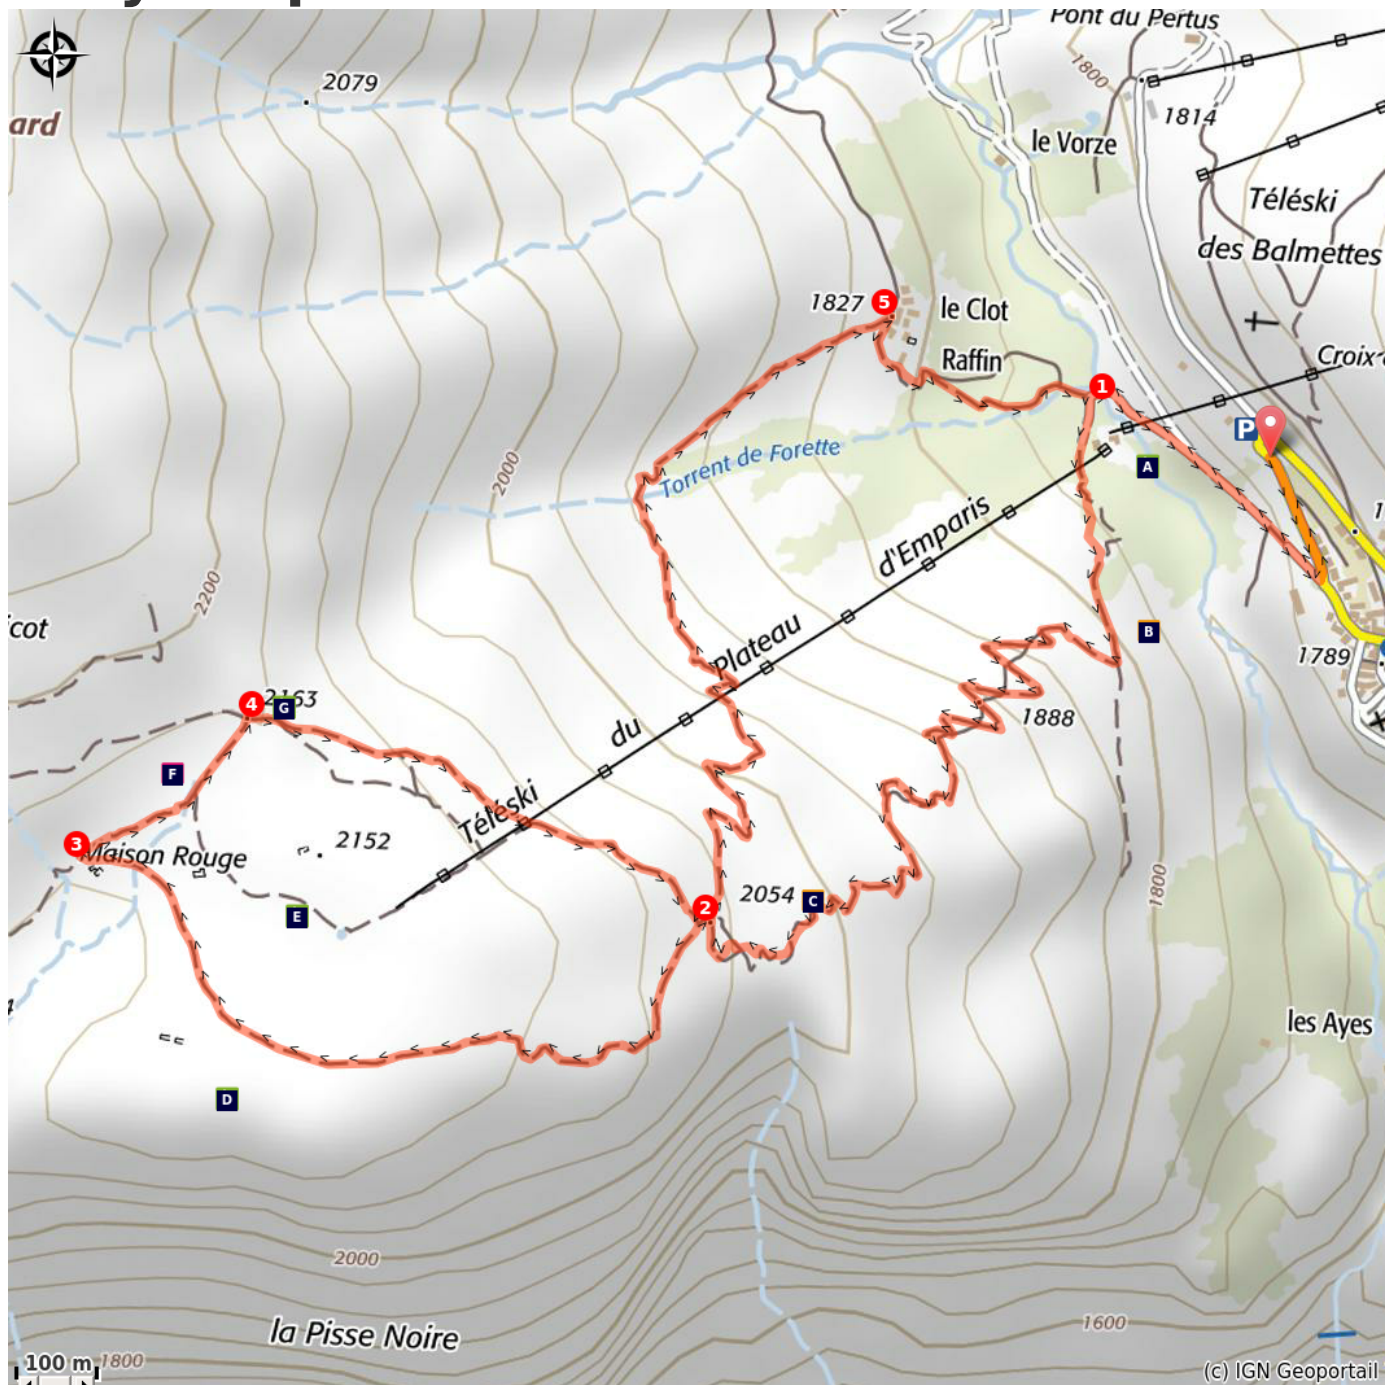 Pont du Pertus
2079
1800
1814
ard
le Vorze
Téléski
des Balmettes
1827
5
le Clot
Raffin
Croix
1
P
A
Torrent de Forette
2000
d'Emparis
2200
icot
Plateau
B
1789
4
2163
G
1888
du
F
Téléski
3
Maison Rouge
2152
2
2054
C
1800
E
les Ayes
D
2000
la Pisse Noire
1600
100 m
1800
(c) IGN Geoportail